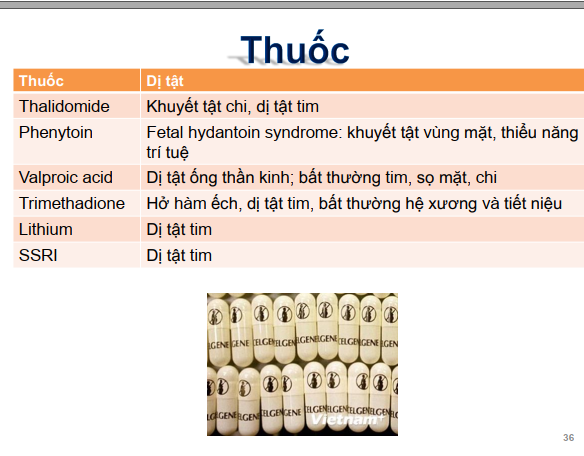 Thuốc
Thuốc Dị tật
Thalidomide Khuyết tật chi, dị tật tim
Phenytoin Fetal hydantoin syndrome: khuyết tật vùng mặt, thiểu năng
trí tuệ
Valproic acid Dị tật ống thần kinh; bất thường tim, sọ mặt, chi
Trimethadione Hở hàm ếch, dị tật tim, bất thường hệ xương và tiết niệu
Lithium Dị tật tim
SSRI Dị tật tim
ELGENE ELGENE ELGENE ELGENE
ELGENE ELGENE ELGENE ELGENE
Vietnam+
36